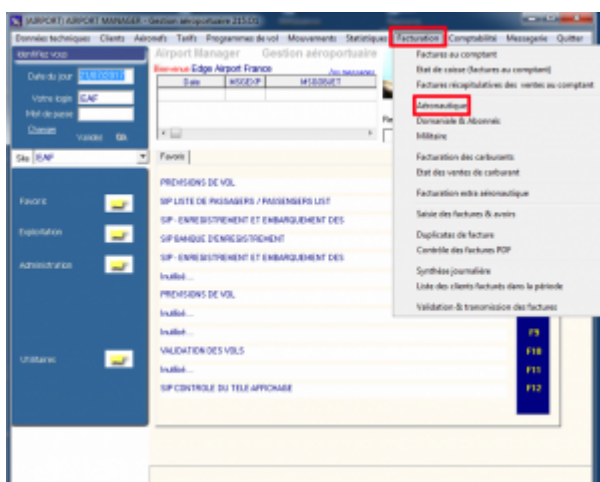 (AIRPORT) AIRPORT MANAGER - Gestion aéroportuaire 215.01
Données techniques Clients Aéronefs Tarifs Programmes de vol Mouvements Statistiques Facturation Comptabilité Messagerie Quitter
Identifiez vous
Airport Manager Gestion aéroportuaire
Bienvenue Edge Airport France
Date du jour
Votre login EAP
Mot de passe
Changer Valider
Date MSGEXP MSGOBJET
Site EAP
Favoris
Factures au comptant
Etat de caisse (factures au comptant)
Factures récapitulatives des ventes au comptant
Aéronautique
Domaniale & Abonnés
Militaire
Facturation des carburants
Etat des ventes de carburant
Facturation extra aéronautique
Saisie des factures & avoirs
Duplicatas de facture
Contrôle des factures PDF
Synthèse journalière
Liste des clients facturés dans la période
Validation & transmission des factures
Favoris
Exploitation
Administration
Utilitaires
PREVISIONS DE VOL
SIP LISTE DE PASSAGERS / PASSENGERS LIST
SIP - ENREGISTREMENT ET EMBARQUEMENT DES
SIP BANQUE D'ENREGISTREMENT
SIP - ENREGISTREMENT ET EMBARQUEMENT DES
Inutilisé...
PREVISIONS DE VOL
Inutilisé...
Inutilisé... F9
VALIDATION DES VOLS F10
Inutilisé... F11
SIP CONTROLE DU TELE AFFICHAGE F12